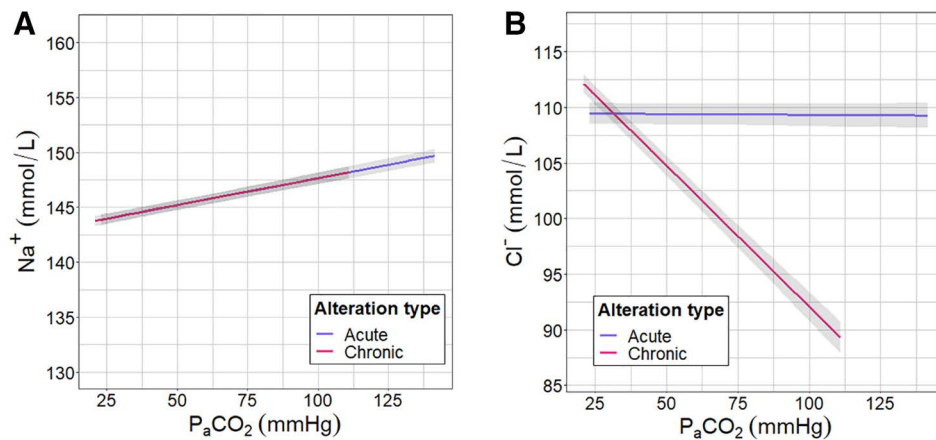 A
Na⁺ (mmol/L)
160
155
150
145
140
135
130
Alteration type
Acute
Chronic
25
50
75
100
125
PₐCO₂ (mmHg)
B
Cl⁻ (mmol/L)
115
110
105
100
95
90
85
Alteration type
Acute
Chronic
25
50
75
100
125
PₐCO₂ (mmHg)